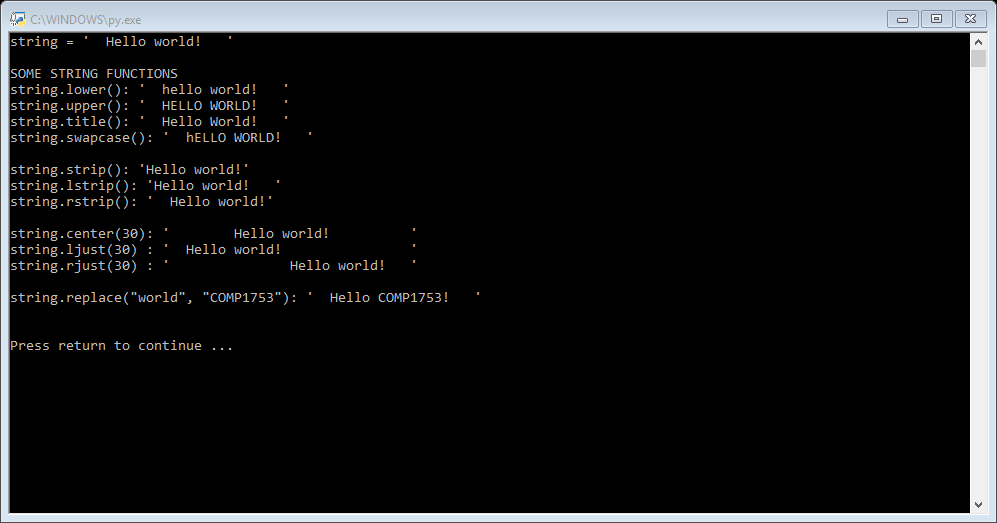 C:\WINDOWS\py.exe
string = '  Hello world!   '
SOME STRING FUNCTIONS
string.lower(): '  hello world!   '
string.upper(): '  HELLO WORLD!   '
string.title(): '  Hello World!   '
string.swapcase(): '  hELLO WORLD!   '
string.strip(): 'Hello world!'
string.lstrip(): 'Hello world!   '
string.rstrip(): '  Hello world!'
string.center(30): '        Hello world!          '
string.ljust(30) : '  Hello world!                '
string.rjust(30) : '               Hello world!   '
string.replace("world", "COMP1753"): '  Hello COMP1753!   '
Press return to continue ...